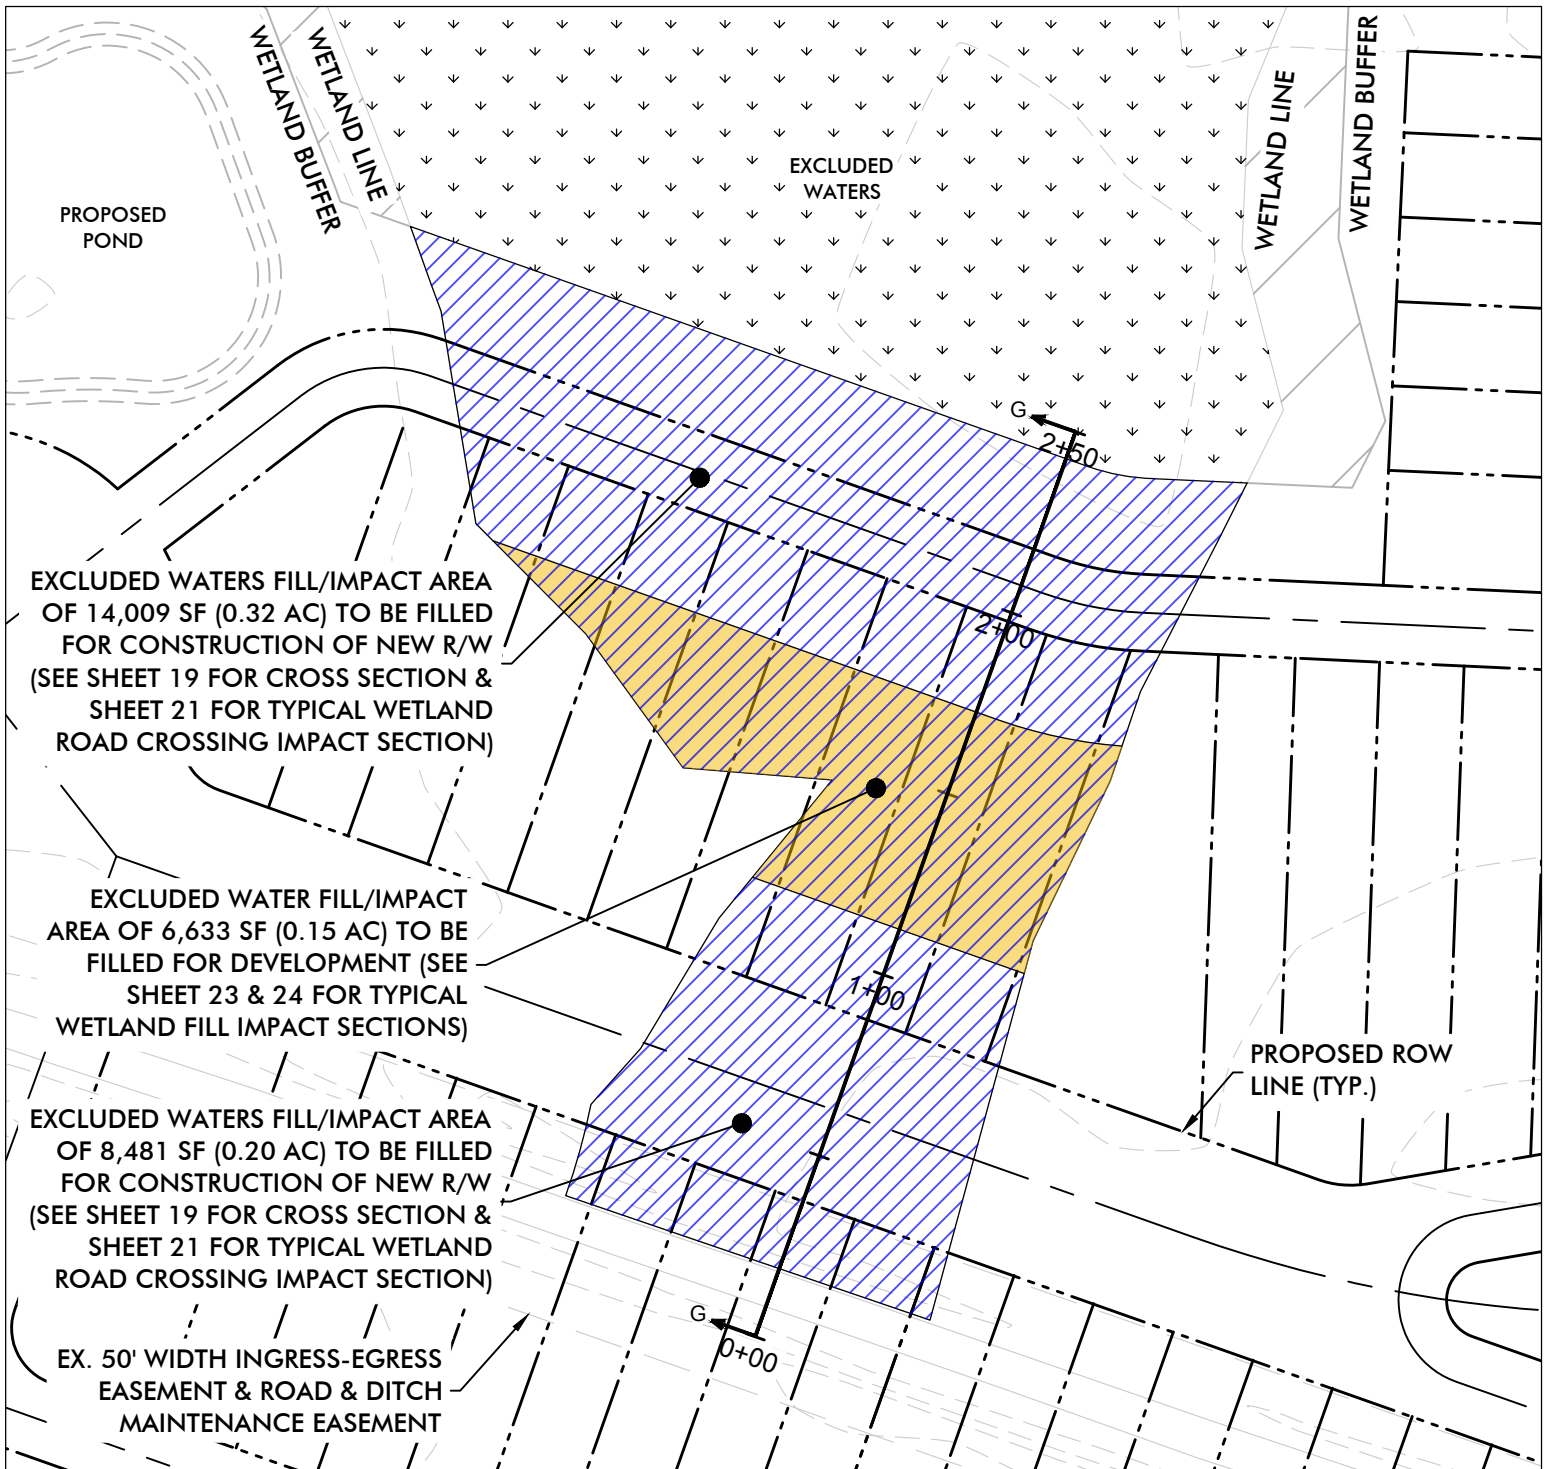 WETLAND BUFFER
WETLAND LINE
EXCLUDED
WATERS
WETLAND LINE
WETLAND BUFFER
PROPOSED
POND
G
2+50
2+00
EXCLUDED WATERS FILL/IMPACT AREA
OF 14,009 SF (0.32 AC) TO BE FILLED
FOR CONSTRUCTION OF NEW R/W
(SEE SHEET 19 FOR CROSS SECTION &
SHEET 21 FOR TYPICAL WETLAND
ROAD CROSSING IMPACT SECTION)
EXCLUDED WATER FILL/IMPACT
AREA OF 6,633 SF (0.15 AC) TO BE
FILLED FOR DEVELOPMENT (SEE
SHEET 23 & 24 FOR TYPICAL
WETLAND FILL IMPACT SECTIONS)
1+00
PROPOSED ROW
LINE (TYP.)
EXCLUDED WATERS FILL/IMPACT AREA
OF 8,481 SF (0.20 AC) TO BE FILLED
FOR CONSTRUCTION OF NEW R/W
(SEE SHEET 19 FOR CROSS SECTION &
SHEET 21 FOR TYPICAL WETLAND
ROAD CROSSING IMPACT SECTION)
G
0+00
EX. 50' WIDTH INGRESS-EGRESS
EASEMENT & ROAD & DITCH
MAINTENANCE EASEMENT